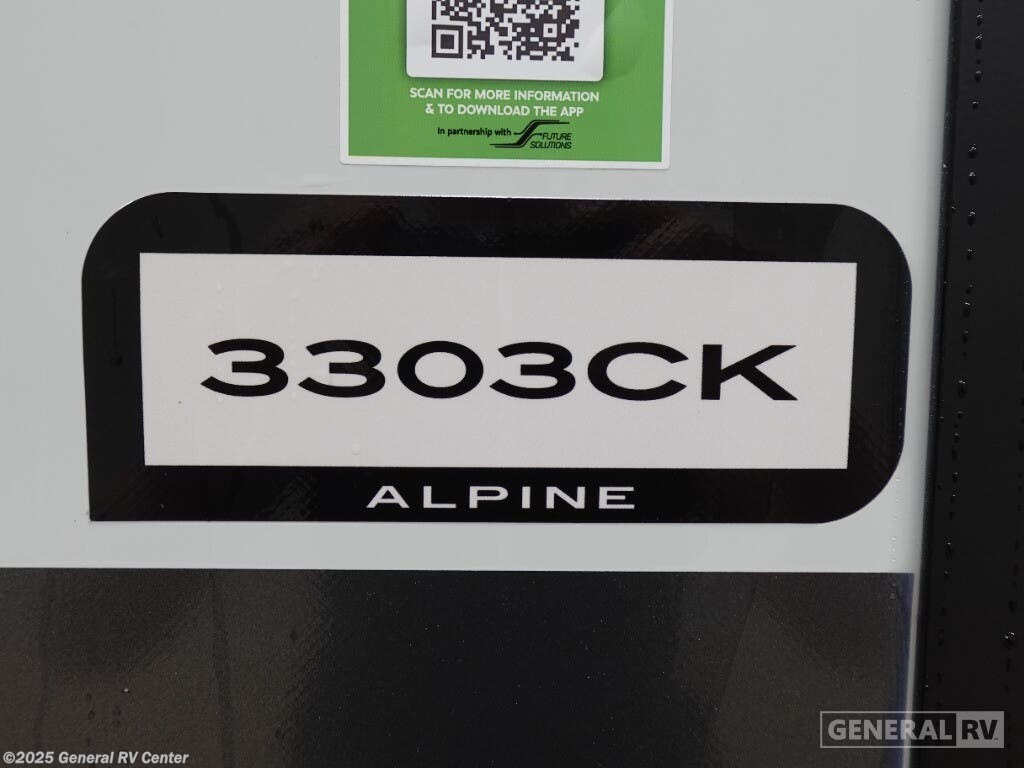 SCAN FOR MORE INFORMATION
& TO DOWNLOAD THE APP
In partnership with FUTURE
SOLUTIONS
3303CK
ALPINE
GENERAL RV
©2025 General RV Center